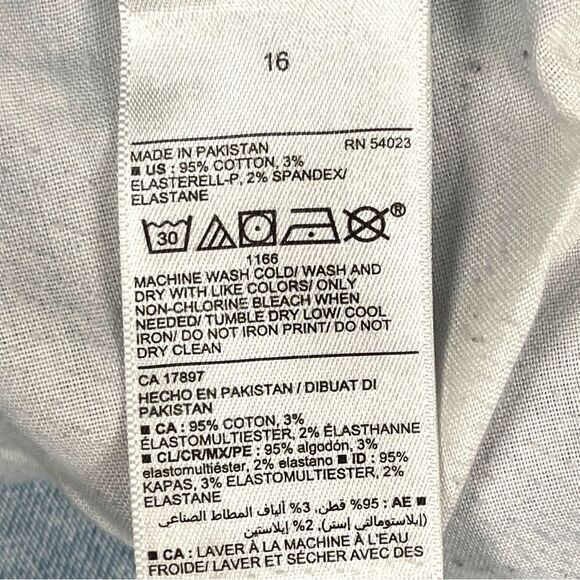 16
MADE IN PAKISTAN RN 54023
■ US : 95% COTTON, 3%
ELASTERELL-P, 2% SPANDEX/
ELASTANE
30
®
1166
MACHINE WASH COLD/ WASH AND
DRY WITH LIKE COLORS/ ONLY
NON-CHLORINE BLEACH WHEN
NEEDED/ TUMBLE DRY LOW/ COOL
IRON/ DO NOT IRON PRINT/ DO NOT
DRY CLEAN
CA 17897
HECHO EN PAKISTAN / DIBUAT DI
PAKISTAN
■ CA : 95% COTON, 3%
ÉLASTOMULTIESTER, 2% ÉLASTHANNE
■ CL/CR/MX/PE : 95% algodón, 3%
elastomultiéster, 2% elastano ■ ID : 95%
KAPAS, 3% ELASTOMULTIESTER, 2%
ELASTANE
■ AE : 95% قطن, 3% ألياف المطاط الصناعي
(إيلاستومالتي إستر), 2% إيلاستين
■ CA : LAVER À LA MACHINE À L'EAU
FROIDE/ LAVER ET SÉCHER AVEC DES